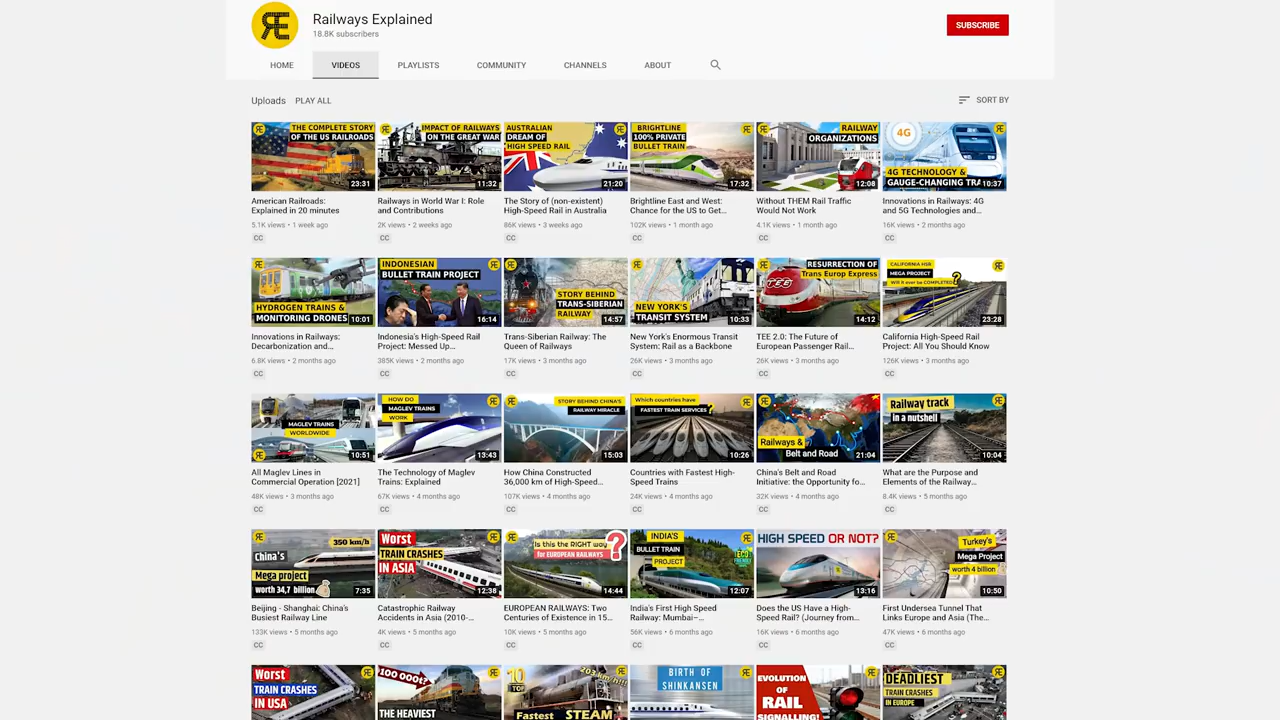 RE
Railways Explained
18.8K subscribers
SUBSCRIBE
HOME
VIDEOS
PLAYLISTS
COMMUNITY
CHANNELS
ABOUT
Uploads
PLAY ALL
SORT BY
THE COMPLETE STORY
OF THE US RAILROADS
23:31
IMPACT OF RAILWAYS
ON THE GREAT WAR
11:32
AUSTRALIAN
DREAM OF
HIGH SPEED RAIL
21:20
BRIGHTLINE
100% PRIVATE
BULLET TRAIN
17:32
RAILWAY
ORGANIZATIONS
12:08
4G
4G TECHNOLOGY &
GAUGE-CHANGING TRA
10:37
American Railroads:
Explained in 20 minutes
5.1K views • 1 week ago
CC
Railways in World War I: Role
and Contributions
2K views • 2 weeks ago
CC
The Story of (non-existent)
High-Speed Rail in Australia
86K views • 3 weeks ago
CC
Brightline East and West:
Chance for the US to Get...
102K views • 1 month ago
CC
Without THEM Rail Traffic
Would Not Work
4.1K views • 1 month ago
CC
Innovations in Railways: 4G
and 5G Technologies and...
16K views • 2 months ago
CC
HYDROGEN TRAINS &
MONITORING DRONES
10:01
INDONESIAN
BULLET TRAIN PROJECT
16:14
STORY BEHIND
TRANS-SIBERIAN
RAILWAY
14:57
NEW YORK'S
TRANSIT SYSTEM
10:33
RESURRECTION OF
Trans Europ Express
TEE
14:12
CALIFORNIA HSR
MEGA PROJECT
Will it ever be COMPLETED?
?
23:28
Innovations in Railways:
Decarbonization and...
6.8K views • 2 months ago
CC
Indonesia's High-Speed Rail
Project: Messed Up...
385K views • 2 months ago
CC
Trans-Siberian Railway: The
Queen of Railways
17K views • 3 months ago
CC
New York's Enormous Transit
System: Rail as a Backbone
26K views • 3 months ago
CC
TEE 2.0: The Future of
European Passenger Rail...
26K views • 3 months ago
CC
California High-Speed Rail
Project: All You Should Know
126K views • 3 months ago
CC
MAGLEV TRAINS
WORLDWIDE
10:51
HOW DO
MAGLEV TRAINS
WORK
13:43
STORY BEHIND CHINA'S
RAILWAY MIRACLE
15:03
Which countries have
FASTEST TRAIN SERVICES?
10:26
Railways &
Belt and Road
21:04
Railway track
in a nutshell
10:04
All Maglev Lines in
Commercial Operation [2021]
48K views • 3 months ago
CC
The Technology of Maglev
Trains: Explained
67K views • 4 months ago
CC
How China Constructed
36,000 km of High-Speed...
107K views • 4 months ago
CC
Countries with Fastest High-
Speed Trains
24K views • 4 months ago
CC
China's Belt and Road
Initiative: the Opportunity fo...
32K views • 4 months ago
CC
What are the Purpose and
Elements of the Railway...
8.4K views • 5 months ago
CC
350 km/h
China's
Mega project
worth 34,7 billion
7:35
Worst
TRAIN CRASHES
IN ASIA
12:38
Is this the RIGHT way
for EUROPEAN RAILWAYS
?
14:44
INDIA'S
BULLET TRAIN
PROJECT
12:07
HIGH SPEED OR NOT?
13:16
Turkey's
Mega Project
worth 4 billion
10:50
Beijing - Shanghai: China's
Busiest Railway Line
133K views • 5 months ago
CC
Catastrophic Railway
Accidents in Asia (2010-...
4K views • 5 months ago
CC
EUROPEAN RAILWAYS: Two
Centuries of Existence in 15...
10K views • 5 months ago
CC
India's First High Speed
Railway: Mumbai–...
56K views • 6 months ago
CC
Does the US Have a High-
Speed Rail? (Journey from...
16K views • 6 months ago
CC
First Undersea Tunnel That
Links Europe and Asia (The...
47K views • 6 months ago
CC
Worst
TRAIN CRASHES
IN USA
100 000t?
THE HEAVIEST
10
TOP
203 km/h!!!
Fastest STEAM
BIRTH OF
SHINKANSEN
EVOLUTION
OF RAIL
SIGNALLING!
DEADLIEST
TRAIN CRASHES
IN EUROPE